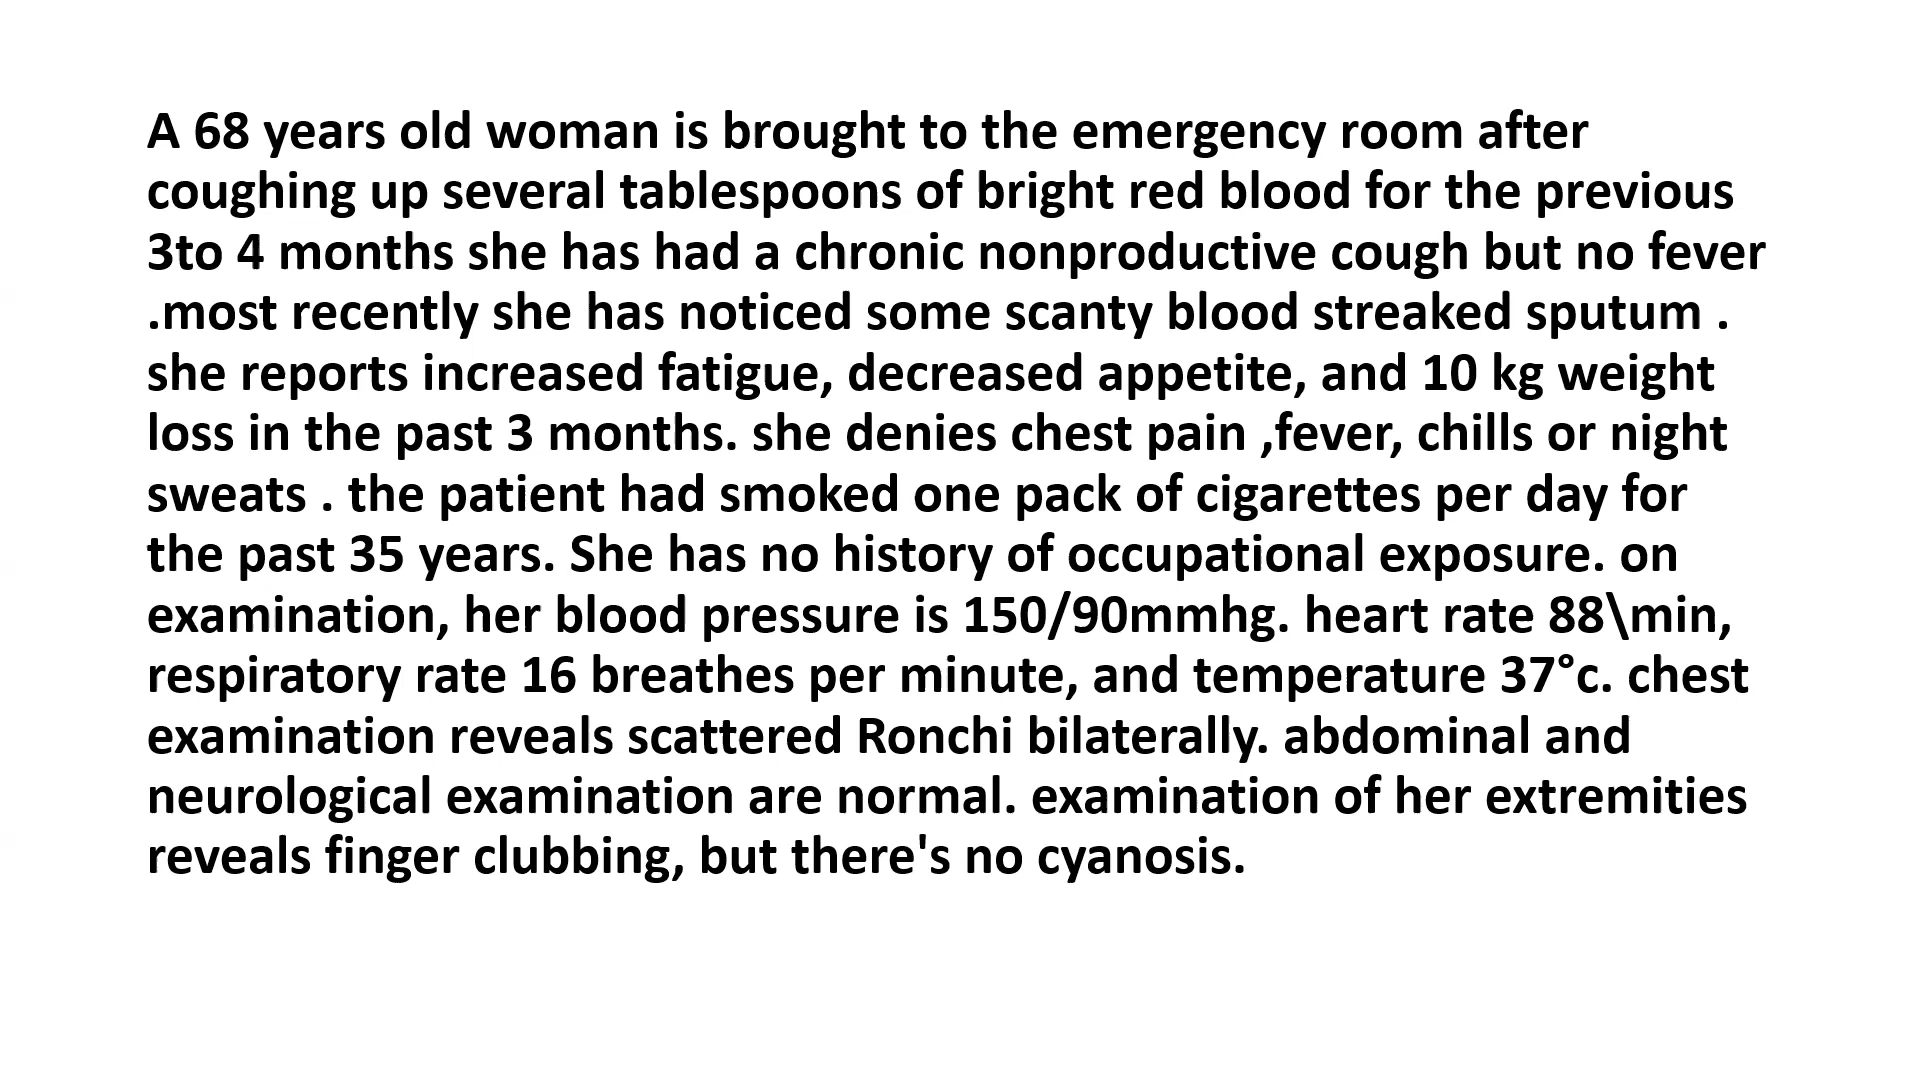 A 68 years old woman is brought to the emergency room after
coughing up several tablespoons of bright red blood for the previous
3to 4 months she has had a chronic nonproductive cough but no fever
.most recently she has noticed some scanty blood streaked sputum .
she reports increased fatigue, decreased appetite, and 10 kg weight
loss in the past 3 months. she denies chest pain ,fever, chills or night
sweats . the patient had smoked one pack of cigarettes per day for
the past 35 years. She has no history of occupational exposure. on
examination, her blood pressure is 150/90mmhg. heart rate 88\min,
respiratory rate 16 breathes per minute, and temperature 37°c. chest
examination reveals scattered Ronchi bilaterally. abdominal and
neurological examination are normal. examination of her extremities
reveals finger clubbing, but there's no cyanosis.